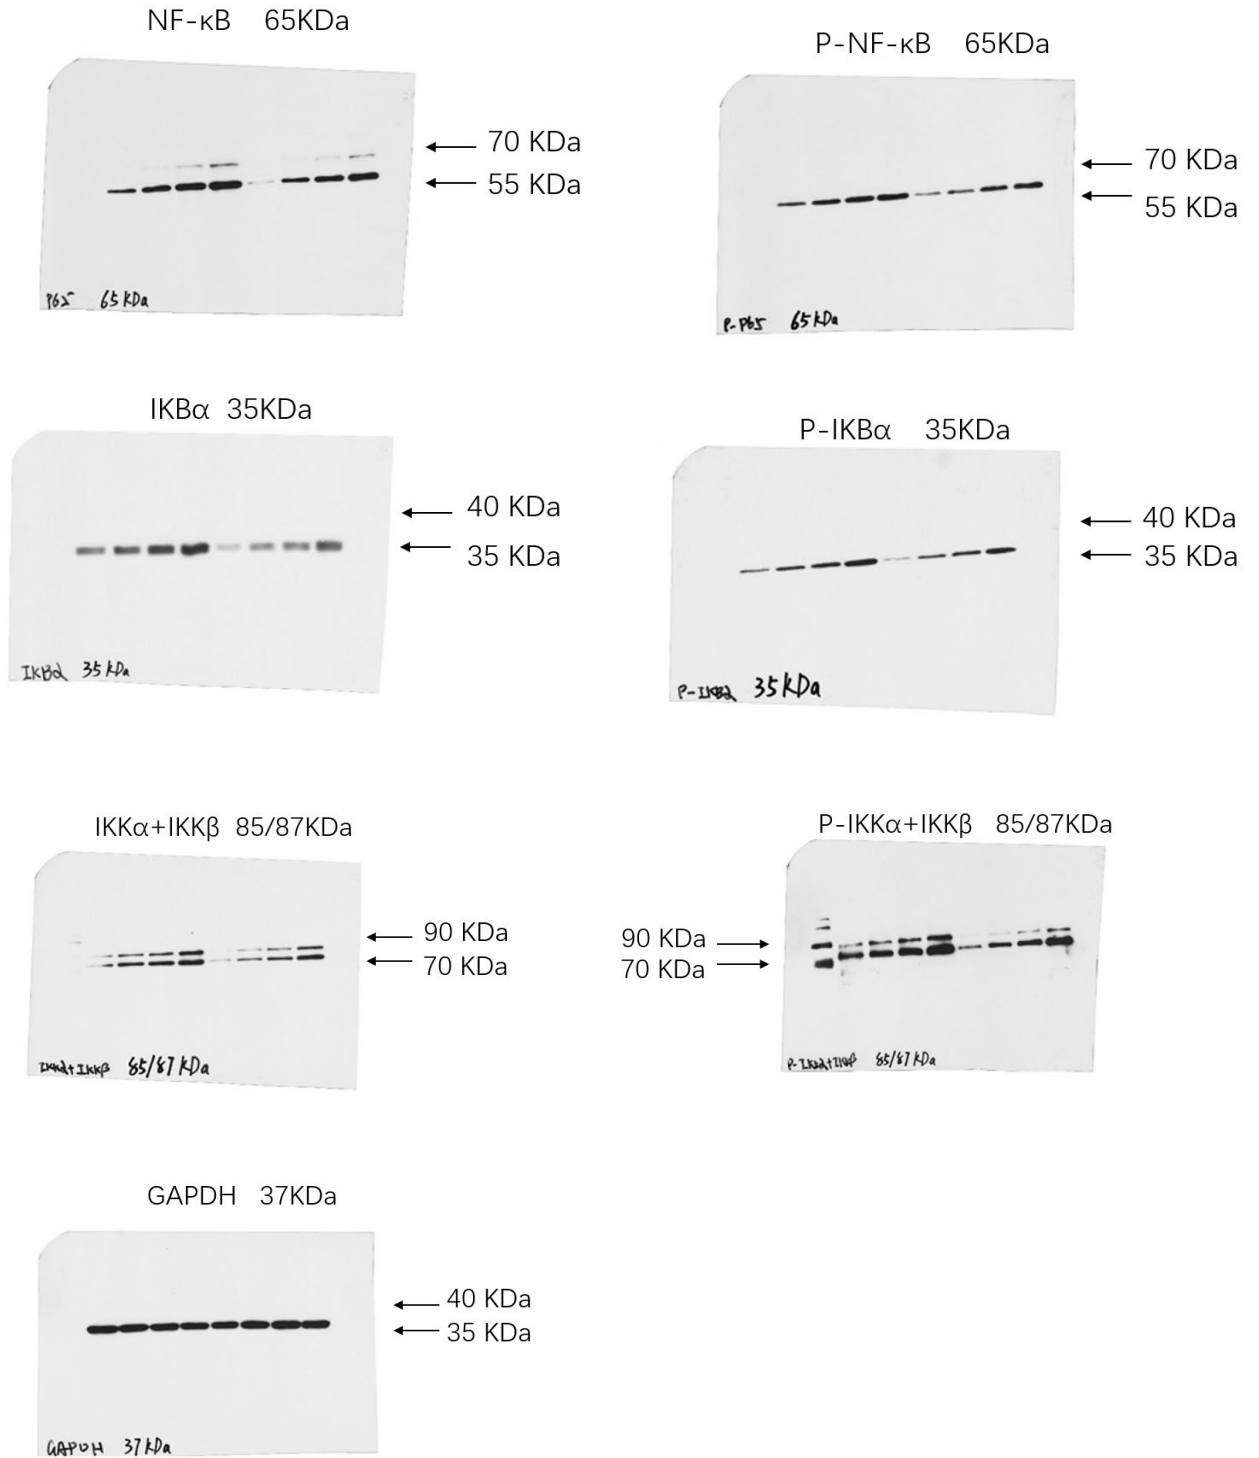 NF-κB 65KDa
70 KDa
55 KDa
P65 65 KDa
P-NF-κB 65KDa
70 KDa
55 KDa
P-P65 65 KDa
IKBα 35KDa
40 KDa
35 KDa
IKBα 35 KDa
P-IKBα 35KDa
40 KDa
35 KDa
P-IKBα 35 KDa
IKKα+IKKβ 85/87KDa
90 KDa
70 KDa
IKKα+IKKβ 85/87 KDa
P-IKKα+IKKβ 85/87KDa
90 KDa
70 KDa
P-IKKα+IKKβ 85/87 KDa
GAPDH 37KDa
40 KDa
35 KDa
GAPDH 37 KDa